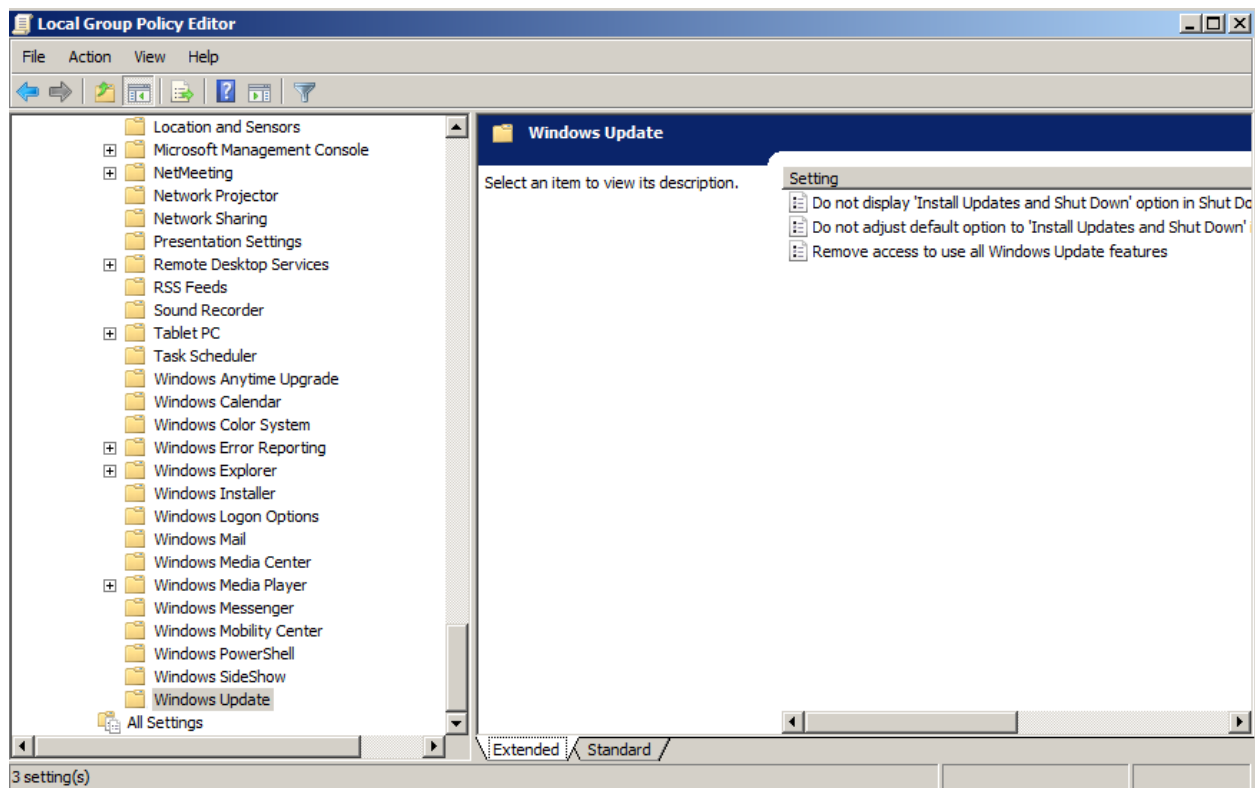 Local Group Policy Editor
File Action View Help
Location and Sensors
Microsoft Management Console
NetMeeting
Network Projector
Network Sharing
Presentation Settings
Remote Desktop Services
RSS Feeds
Sound Recorder
Tablet PC
Task Scheduler
Windows Anytime Upgrade
Windows Calendar
Windows Color System
Windows Error Reporting
Windows Explorer
Windows Installer
Windows Logon Options
Windows Mail
Windows Media Center
Windows Media Player
Windows Messenger
Windows Mobility Center
Windows PowerShell
Windows SideShow
Windows Update
All Settings
Windows Update
Select an item to view its description.
Setting
Do not display 'Install Updates and Shut Down' option in Shut Do
Do not adjust default option to 'Install Updates and Shut Down'
Remove access to use all Windows Update features
Extended Standard
3 setting(s)